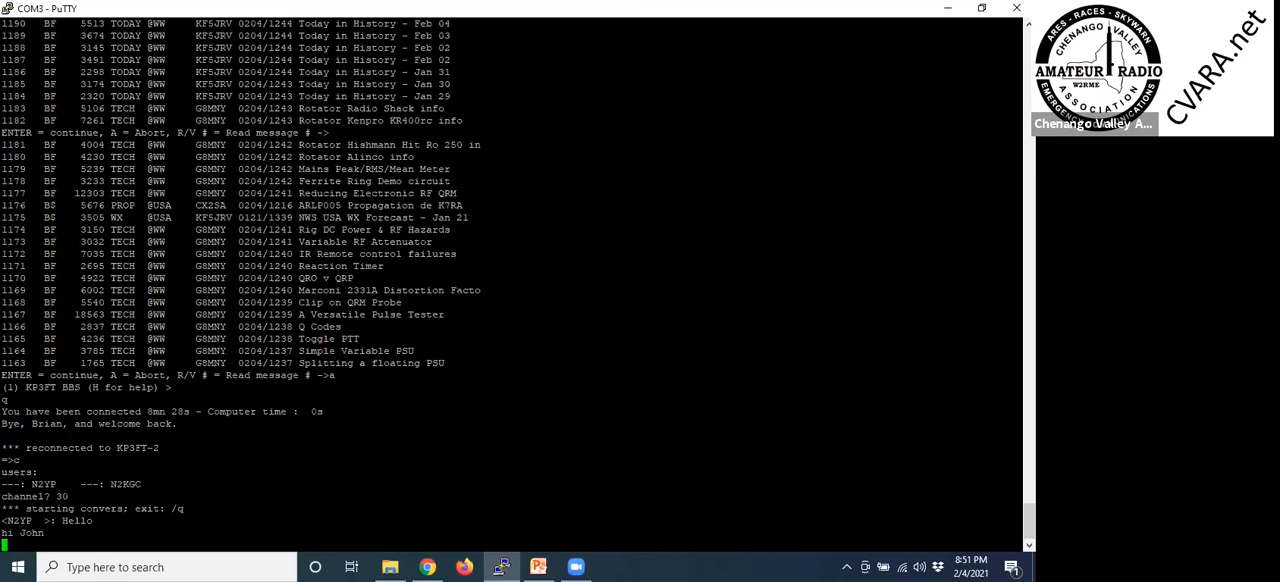 COM3 - PuTTY
1190 BF 5513 TODAY @WW KF5JRV 0204/1244 Today in History - Feb 04
1189 BF 3674 TODAY @WW KF5JRV 0204/1244 Today in History - Feb 03
1188 BF 3145 TODAY @WW KF5JRV 0204/1244 Today in History - Feb 02
1187 BF 3491 TODAY @WW KF5JRV 0204/1244 Today in History - Feb 02
1186 BF 2298 TODAY @WW KF5JRV 0204/1244 Today in History - Jan 31
1185 BF 3174 TODAY @WW KF5JRV 0204/1244 Today in History - Jan 30
1184 BF 2320 TODAY @WW KF5JRV 0204/1244 Today in History - Jan 29
1183 BF 5106 TECH @WW G8MNY 0204/1243 Rotator Radio Shack info
1182 BF 7261 TECH @WW G8MNY 0204/1243 Rotator Kenpro KR400rc info
ENTER = continue, A = Abort, R/V # = Read message # ->
1181 BF 4004 TECH @WW G8MNY 0204/1242 Rotator Hishmann Hit Ro 250 in
1180 BF 4230 TECH @WW G8MNY 0204/1242 Rotator Alinco info
1179 BF 5239 TECH @WW G8MNY 0204/1242 Mains Peak/RMS/Mean Meter
1178 BF 3233 TECH @WW G8MNY 0204/1242 Ferrite Ring Demo circuit
1177 BF 12303 TECH @WW G8MNY 0204/1241 Reducing Electronic RF QRM
1176 B$ 5676 PROP @USA CX2SA 0204/1216 ARLP005 Propagation de K7RA
1175 B$ 3505 WX @USA KF5JRV 0121/1339 NWS USA WX Forecast - Jan 21
1174 BF 3150 TECH @WW G8MNY 0204/1241 Rig DC Power & RF Hazards
1173 BF 3032 TECH @WW G8MNY 0204/1241 Variable RF Attenuator
1172 BF 7035 TECH @WW G8MNY 0204/1240 IR Remote control failures
1171 BF 2695 TECH @WW G8MNY 0204/1240 Reaction Timer
1170 BF 4922 TECH @WW G8MNY 0204/1240 QRO v QRP
1169 BF 6002 TECH @WW G8MNY 0204/1240 Marconi 2331A Distortion Facto
1168 BF 5540 TECH @WW G8MNY 0204/1239 Clip on QRM Probe
1167 BF 18563 TECH @WW G8MNY 0204/1239 A Versatile Pulse Tester
1166 BF 2837 TECH @WW G8MNY 0204/1238 Q Codes
1165 BF 4236 TECH @WW G8MNY 0204/1238 Toggle PTT
1164 BF 3785 TECH @WW G8MNY 0204/1237 Simple Variable PSU
1163 BF 1765 TECH @WW G8MNY 0204/1237 Splitting a floating PSU
ENTER = continue, A = Abort, R/V # = Read message # ->a
(1) KP3FT BBS (H for help) >
q
You have been connected 8mn 28s - Computer time : 0s
Bye, Brian, and welcome back.
*** reconnected to KP3FT-2
=>c
users:
---: N2YP ---: N2KGC
channel? 30
*** starting convers; exit: /q
<N2YP >: Hello
hi John
ARES - RACES - SKYWARN
CHENANGO VALLEY
AMATEUR RADIO
W2RME
ASSOCIATION
EMERGENCY COMMUNICATIONS
CVARA.net
Chenango Valley A...
Type here to search
8:51 PM
2/4/2021
1